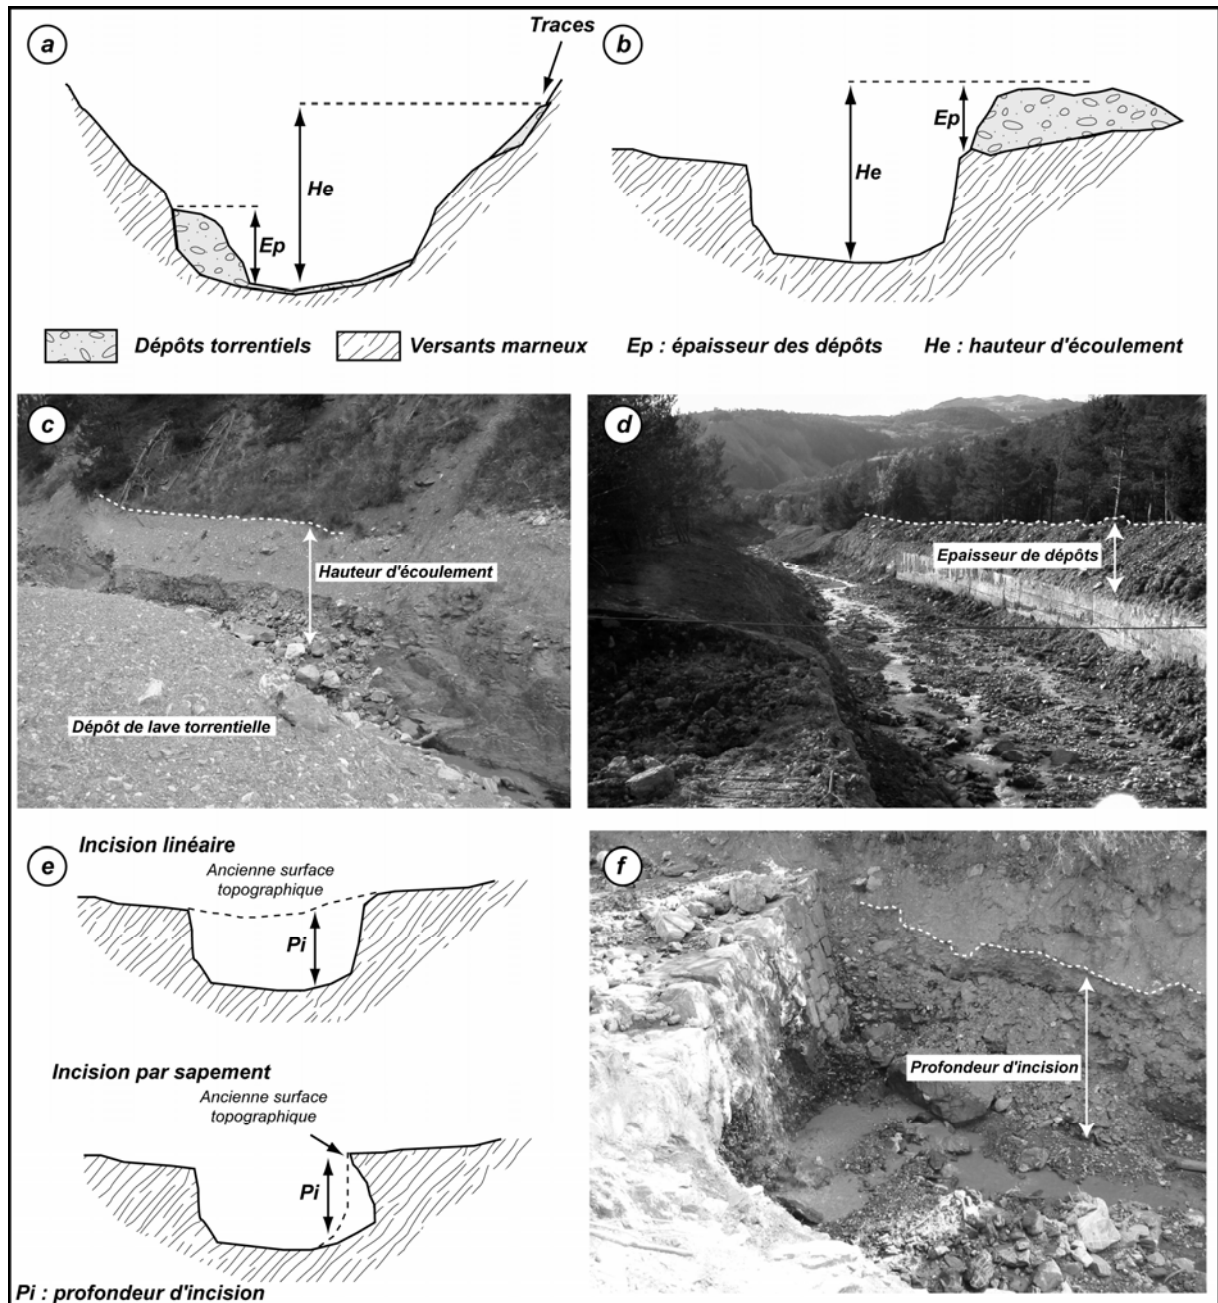 a
Traces
He
Ep
b
Ep
He
Dépôts torrentiels
Versants marneux
Ep : épaisseur des dépôts
He : hauteur d'écoulement
c
Hauteur d'écoulement
Dépôt de lave torrentielle
d
Epaisseur de dépôts
e
Incision linéaire
Ancienne surface
topographique
Pi
Incision par sapement
Ancienne surface
topographique
Pi
Pi : profondeur d'incision
f
Profondeur d'incision